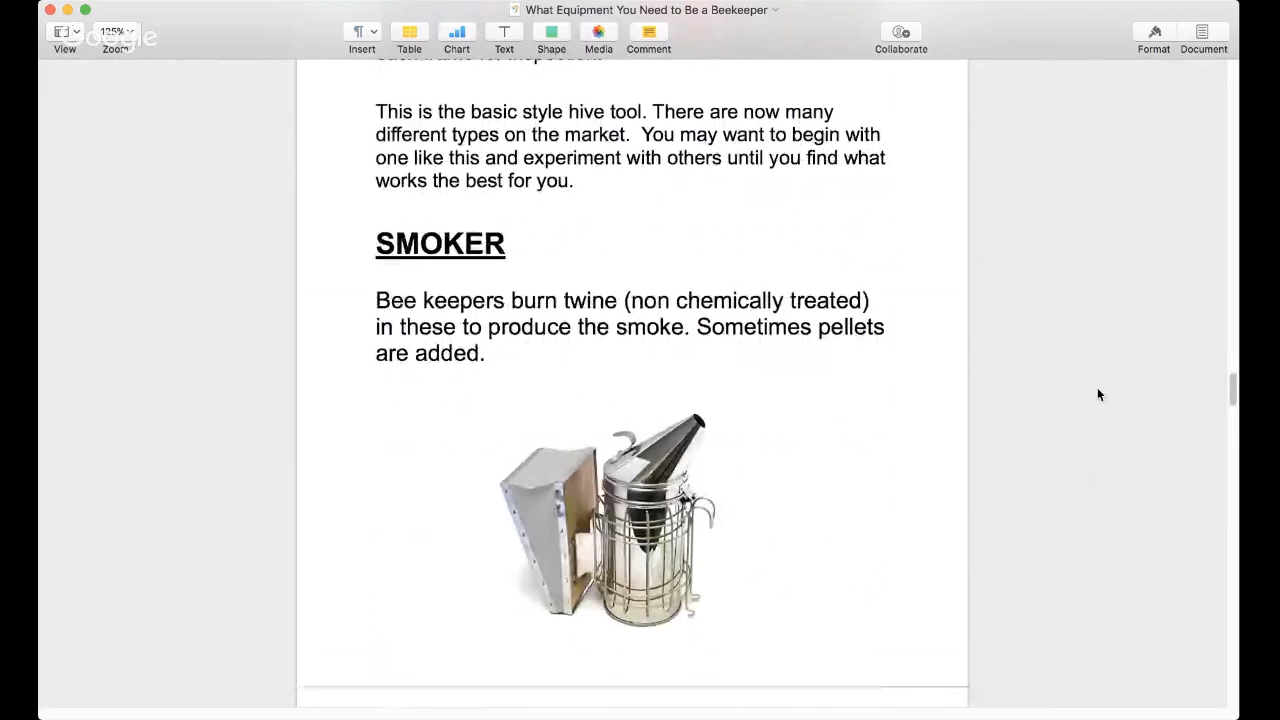 What Equipment You Need to Be a Beekeeper
Google
125%
View
Zoom
Insert
Table
Chart
Text
Shape
Media
Comment
Collaborate
Format
Document
This is the basic style hive tool. There are now many
different types on the market.  You may want to begin with
one like this and experiment with others until you find what
works the best for you.
SMOKER
Bee keepers burn twine (non chemically treated)
in these to produce the smoke. Sometimes pellets
are added.